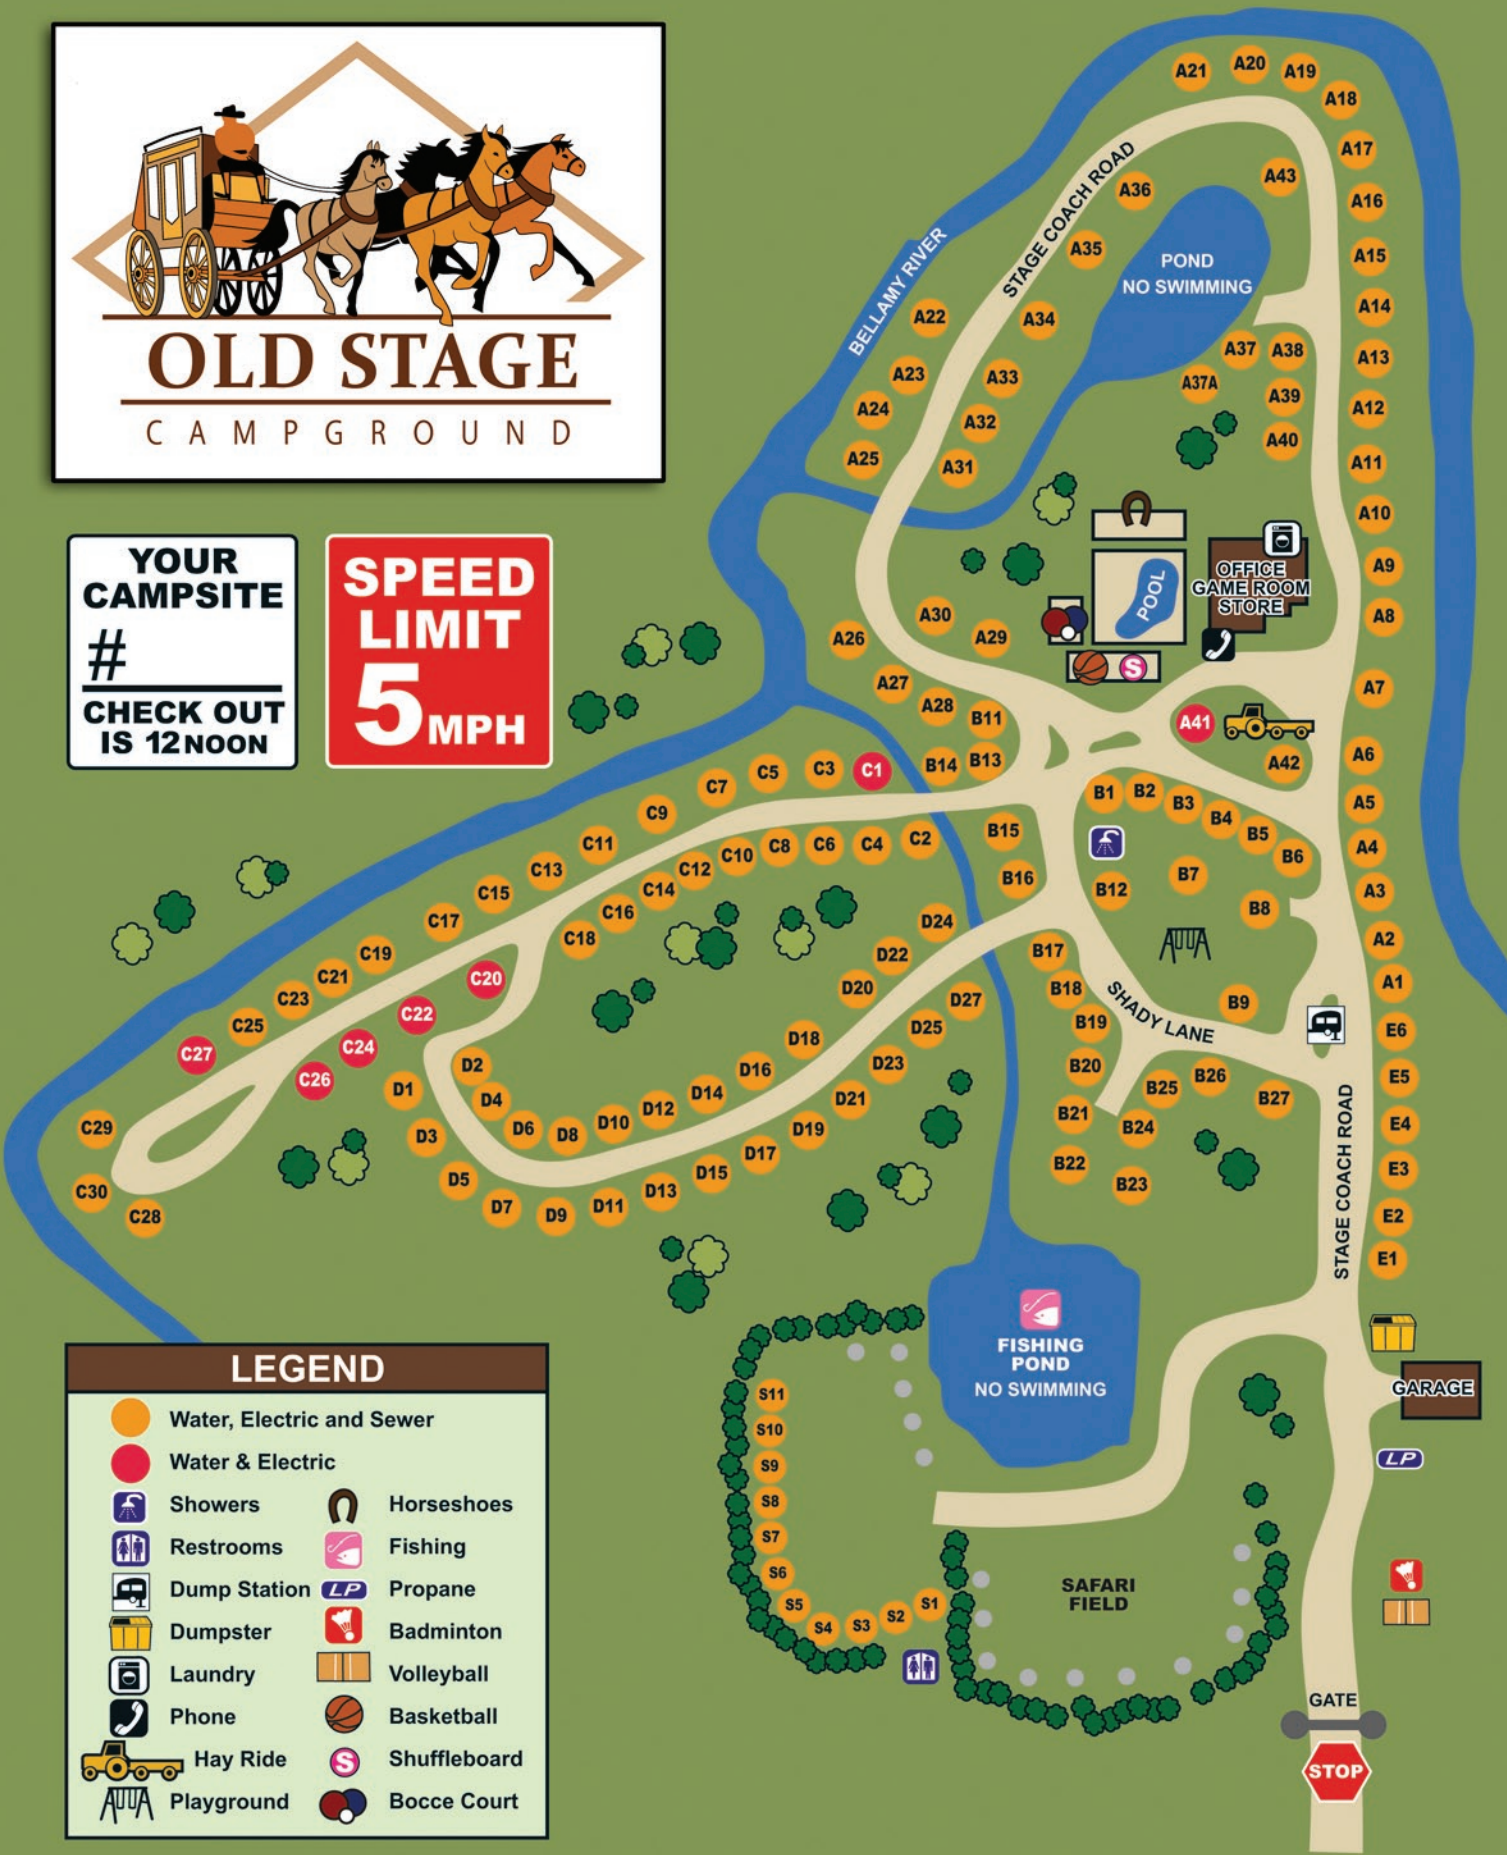 OLD STAGE
CAMPGROUND
YOUR
CAMPSITE
#
CHECK OUT
IS 12 NOON
SPEED
LIMIT
5 MPH
A21
A20
A19
A18
A17
A16
A15
A14
A13
A12
A11
A10
A9
A8
A7
A6
A5
A4
A3
A2
A1
E6
E5
E4
E3
E2
E1
STAGE COACH ROAD
BELLAMY RIVER
A36
A35
A34
A33
A32
A31
A43
POND
NO SWIMMING
A22
A23
A24
A25
A37
A38
A37A
A39
A40
OFFICE
GAME ROOM
STORE
POOL
S
A30
A29
A26
A27
A28
B11
B14
B13
A41
A42
B1
B2
B3
B4
B5
B6
B7
B8
B12
B15
B16
B9
SHADY LANE
B17
B18
B19
B20
B21
B22
B23
B24
B25
B26
B27
STAGE COACH ROAD
C1
C3
C5
C7
C9
C11
C13
C15
C17
C19
C21
C23
C25
C27
C29
C30
C28
C2
C4
C6
C8
C10
C12
C14
C16
C18
C20
C22
C24
C26
D24
D22
D20
D18
D16
D14
D12
D10
D8
D6
D4
D2
D1
D3
D5
D7
D9
D11
D13
D15
D17
D19
D21
D23
D25
D27
FISHING
POND
NO SWIMMING
GARAGE
LP
S11
S10
S9
S8
S7
S6
S5
S4
S3
S2
S1
SAFARI
FIELD
GATE
STOP
LEGEND
Water, Electric and Sewer
Water & Electric
Showers
Horseshoes
Restrooms
Fishing
Dump Station
LP Propane
Dumpster
Badminton
Laundry
Volleyball
Phone
Basketball
Hay Ride
S Shuffleboard
Playground
Bocce Court